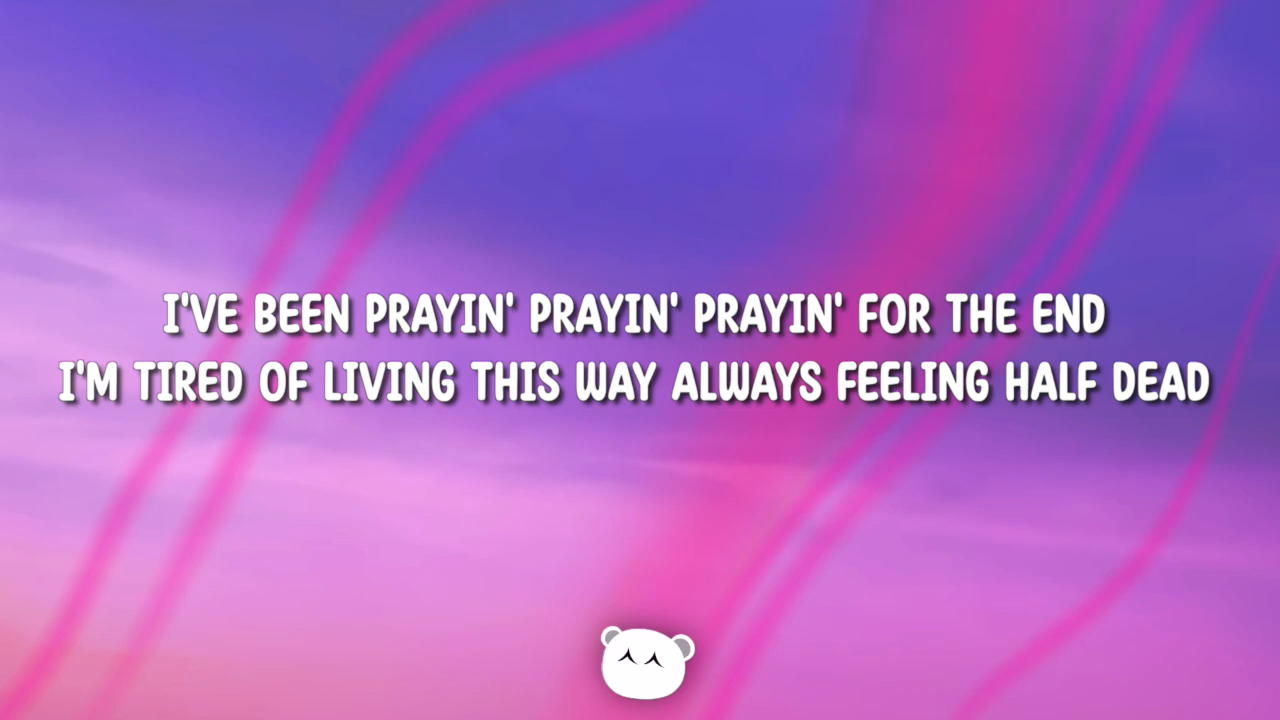 I'VE BEEN PRAYIN' PRAYIN' PRAYIN' FOR THE END
I'M TIRED OF LIVING THIS WAY ALWAYS FEELING HALF DEAD